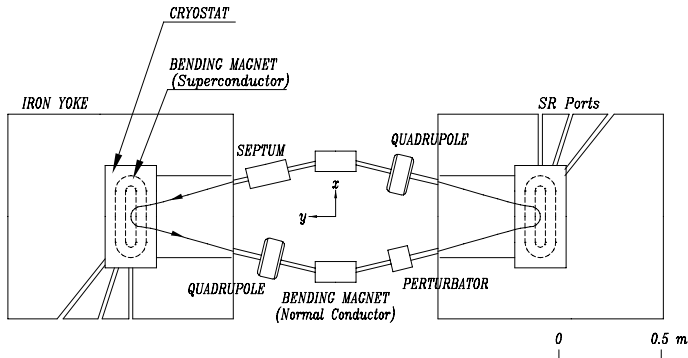 CRYOSTAT
BENDING MAGNET
(Superconductor)
IRON YOKE
SR Ports
QUADRUPOLE
SEPTUM
x
y
QUADRUPOLE
BENDING MAGNET
(Normal Conductor)
PERTURBATOR
0 0.5 m